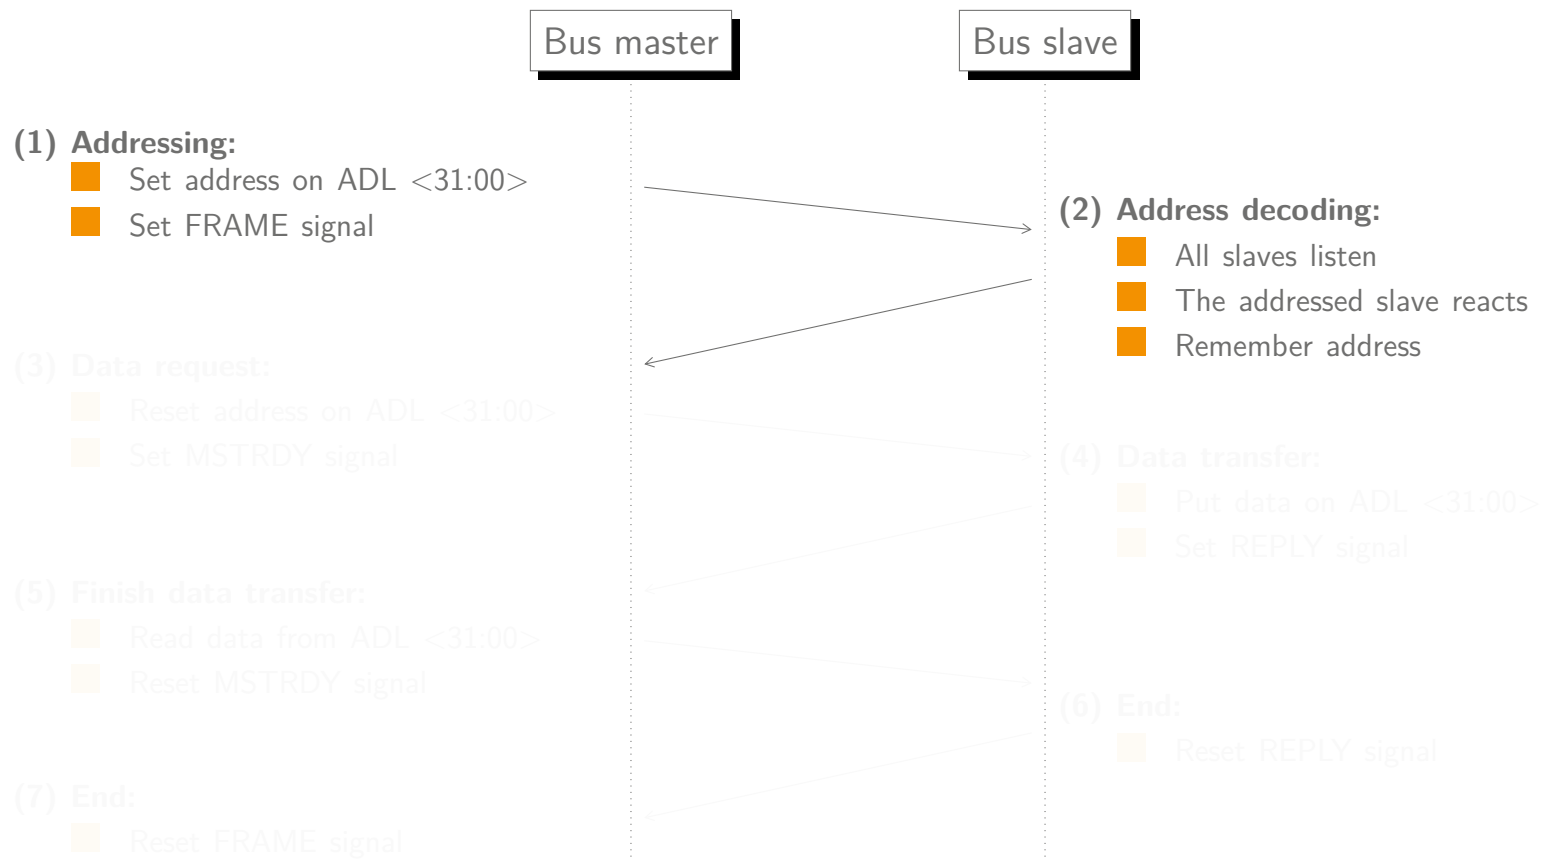 Bus master
Bus slave
(1) Addressing:
Set address on ADL <31:00>
Set FRAME signal
(2) Address decoding:
All slaves listen
The addressed slave reacts
Remember address
(3) Data request:
Reset address on ADL <31:00>
Set MSTRDY signal
(4) Data transfer:
Put data on ADL <31:00>
Set REPLY signal
(5) Finish data transfer:
Read data from ADL <31:00>
Reset MSTRDY signal
(6) End:
Reset REPLY signal
(7) End:
Reset FRAME signal